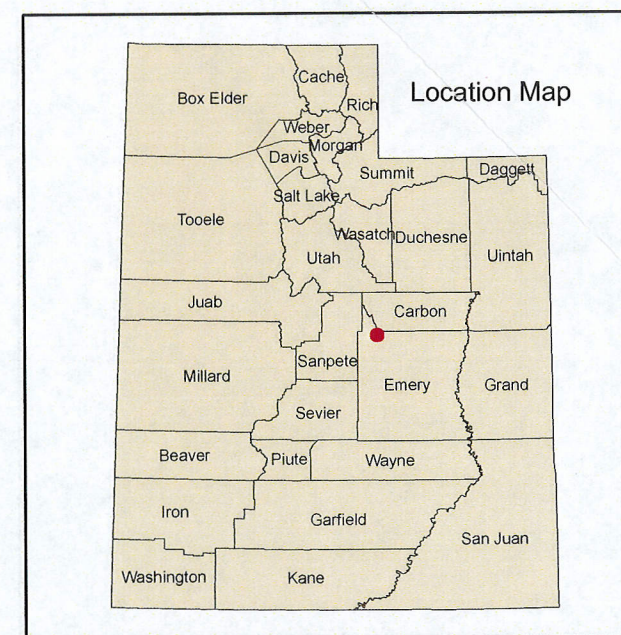 Location Map
Cache
Box Elder
Rich
Weber
Morgan
Davis
Summit
Daggett
Salt Lake
Tooele
Wasatch
Duchesne
Utah
Uintah
Juab
Carbon
Sanpete
Millard
Emery
Grand
Sevier
Beaver
Piute
Wayne
Iron
Garfield
San Juan
Washington
Kane